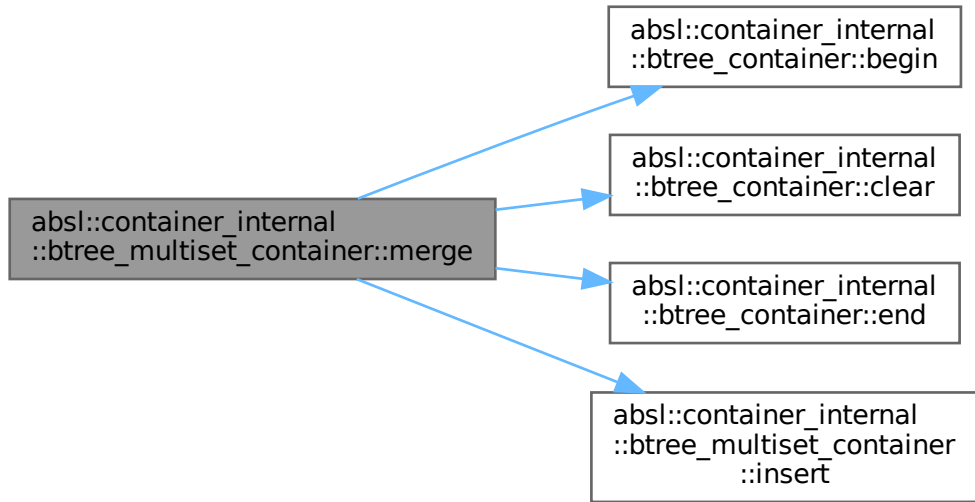 absl::container_internal
::btree_container::begin
absl::container_internal
::btree_container::clear
absl::container_internal
::btree_multiset_container::merge
absl::container_internal
::btree_container::end
absl::container_internal
::btree_multiset_container
::insert